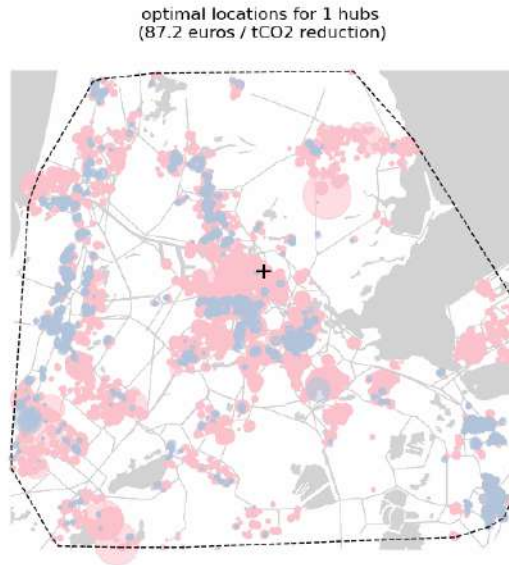 optimal locations for 1 hubs
(87.2 euros / tCO2 reduction)